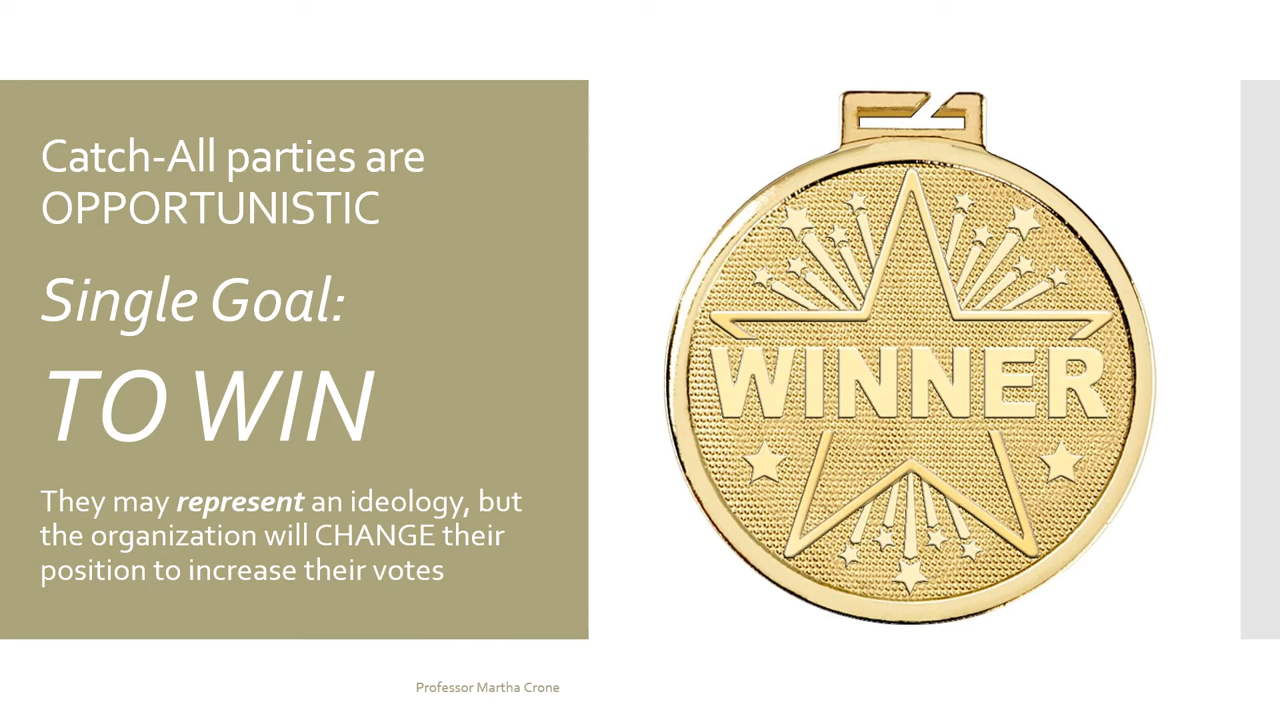 Catch-All parties are
OPPORTUNISTIC
Single Goal:
TO WIN
They may represent an ideology, but
the organization will CHANGE their
position to increase their votes
WINNER
Professor Martha Crone